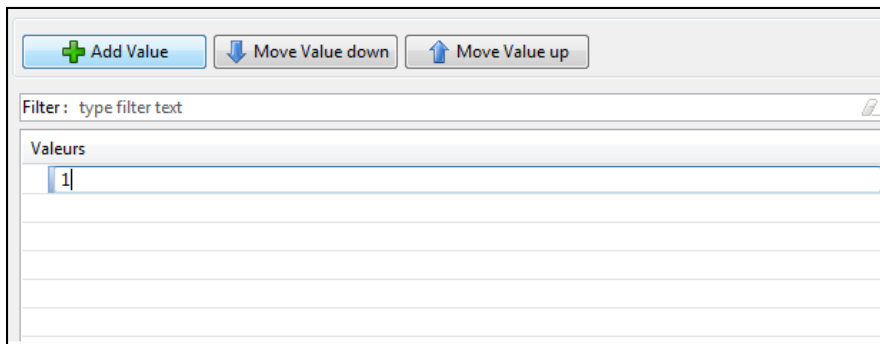 Add Value Move Value down Move Value up
Filter : type filter text
Valeurs
1